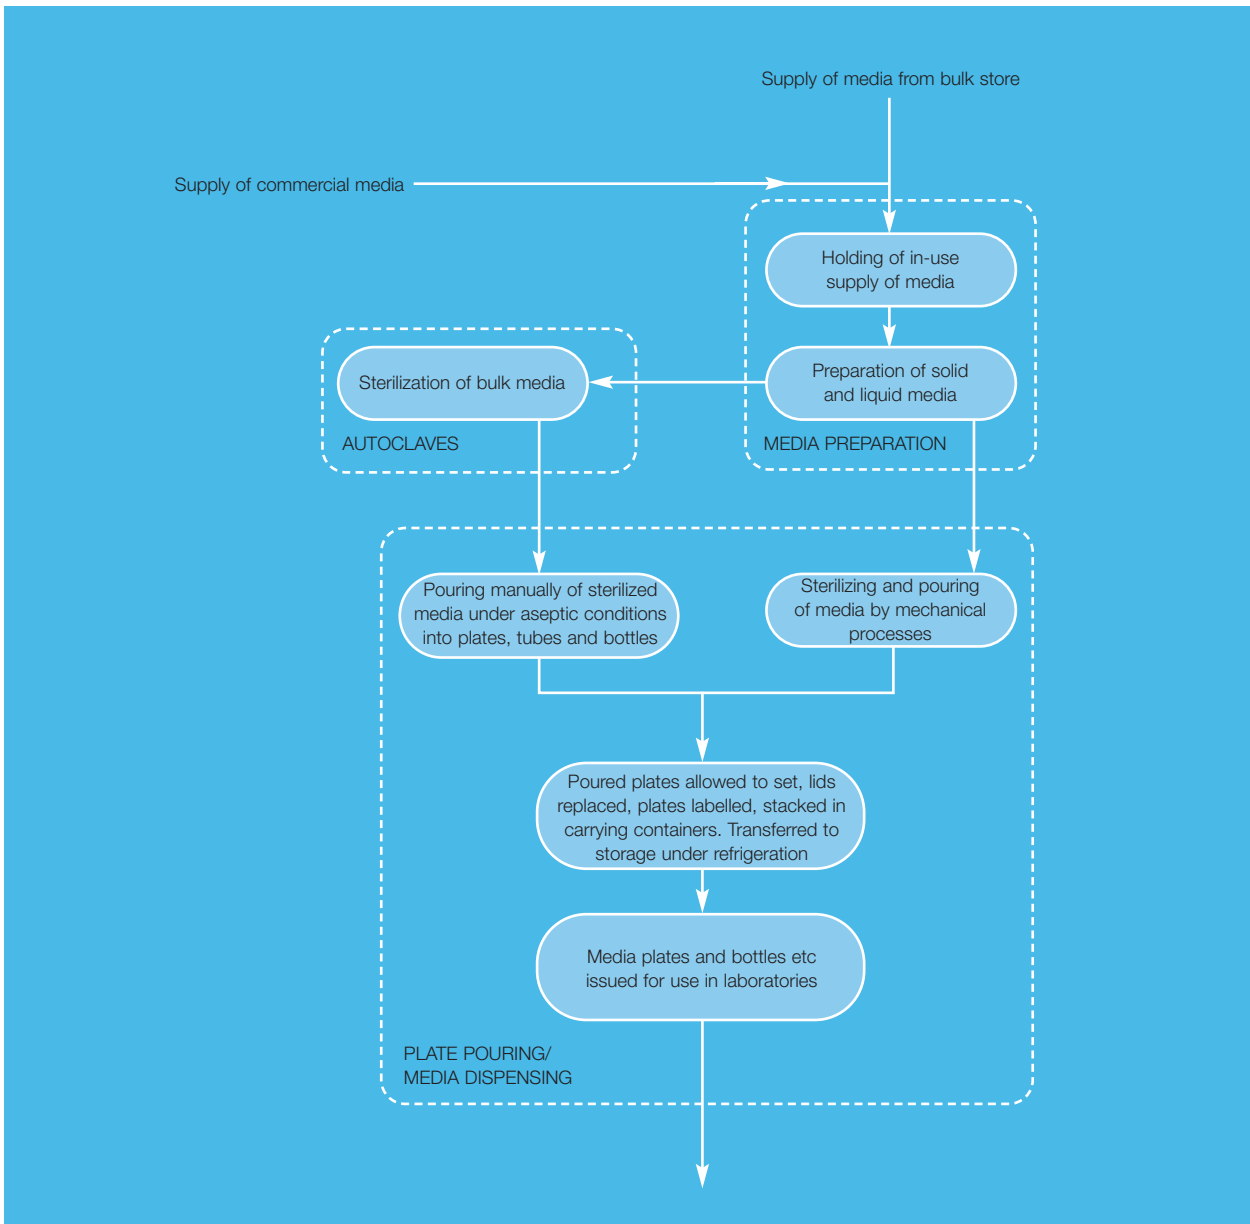 Supply of media from bulk store
Supply of commercial media
Holding of in-use
supply of media
Sterilization of bulk media
AUTOCLAVES
Preparation of solid
and liquid media
MEDIA PREPARATION
Pouring manually of sterilized
media under aseptic conditions
into plates, tubes and bottles
Sterilizing and pouring
of media by mechanical
processes
Poured plates allowed to set, lids
replaced, plates labelled, stacked in
carrying containers. Transferred to
storage under refrigeration
Media plates and bottles etc
issued for use in laboratories
PLATE POURING/
MEDIA DISPENSING